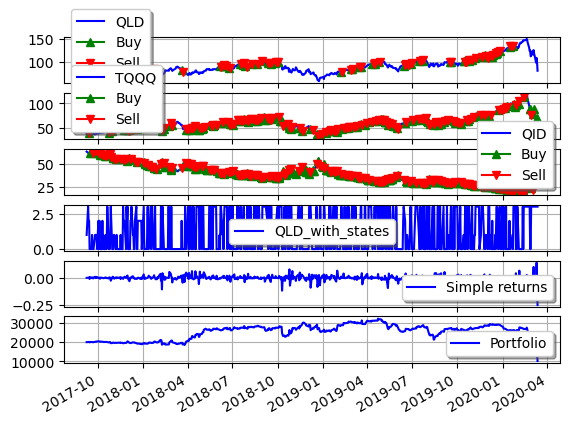 QLD
Buy
Sell
150
100
TQQQ
Buy
Sell
100
50
QID
Buy
Sell
50
25
2.5
0.0
QLD_with_states
0.00
−0.25
Simple returns
30000
20000
10000
Portfolio
2017-10
2018-01
2018-04
2018-07
2018-10
2019-01
2019-04
2019-07
2019-10
2020-01
2020-04